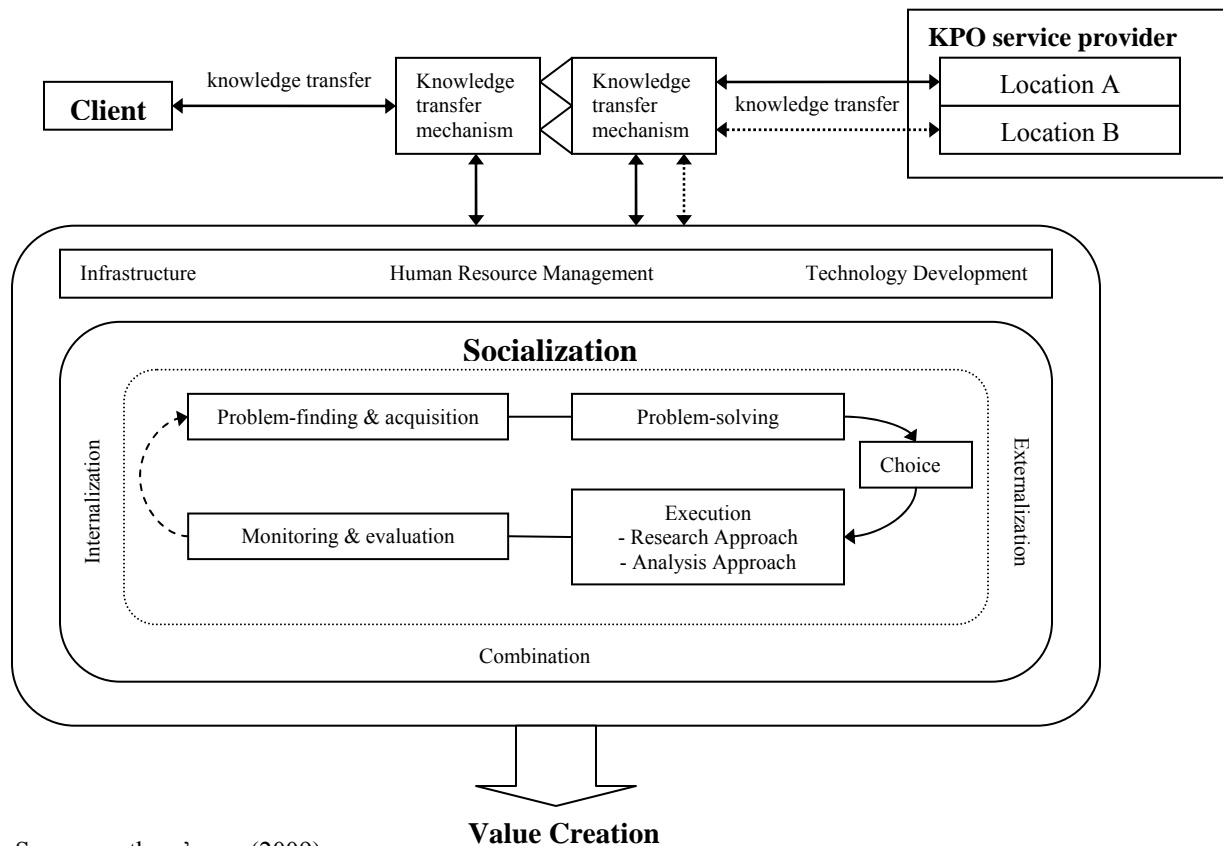 KPO service provider
knowledge transfer
Client
Knowledge
transfer
mechanism
Knowledge
transfer
mechanism
knowledge transfer
Location A
Location B
Infrastructure
Human Resource Management
Technology Development
Socialization
Problem-finding & acquisition
Problem-solving
Choice
Internalization
Externalization
Monitoring & evaluation
Execution
- Research Approach
- Analysis Approach
Combination
Value Creation
(2009)